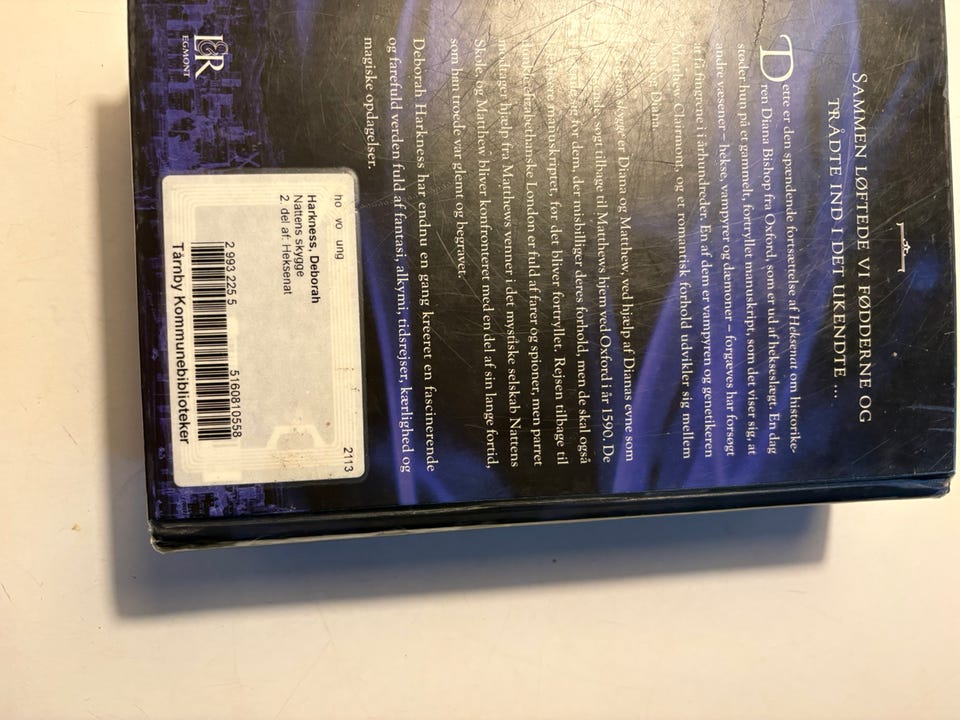 SAMMEN LØFTEDE VI FØDDERNE OG
TRÅDTE IND I DET UKENDTE ...
Dette er den spændende fortsættelse af Heksenat om historike-
ren Diana Bishop fra Oxford, som er ud af hekseslægt. En dag
støder hun på et gammelt, fortryllet manuskript, som det viser sig, at
andre væsener – hekse, vampyrer og dæmoner – forgæves har forsøgt
at få fingrene i i århundreder. En af dem er vampyren og genetikeren
Matthew Clairmont, og et romantisk forhold udvikler sig mellem
Diana.
skygge er Diana og Matthew, ved hjælp af Dianas evne som
rejst tilbage til Matthews hjem ved Oxford i år 1590. De
for dem, der misbilliger deres forhold, men de skal også
manuskriptet, før det bliver fortryllet. Rejsen tilbage til
elizabethanske London er fuld af farer og spioner, men parret
modtager hjælp fra Matthews venner i det mystiske selskab Nattens
Skole, og Matthew bliver konfronteret med en del af sin lange fortid,
som han troede var glemt og begravet.
Deborah Harkness har endnu en gang kreeret en fascinerende
og farefuld verden fuld af fantasi, alkymi, tidsrejser, kærlighed og
magiske opdagelser.
L&R
EGMONT
2113
ho vo ung
Harkness, Deborah
Nattens skygge
2. del af: Heksenat
2 993 225 5
5160810558
Tårnby Kommunebiblioteker